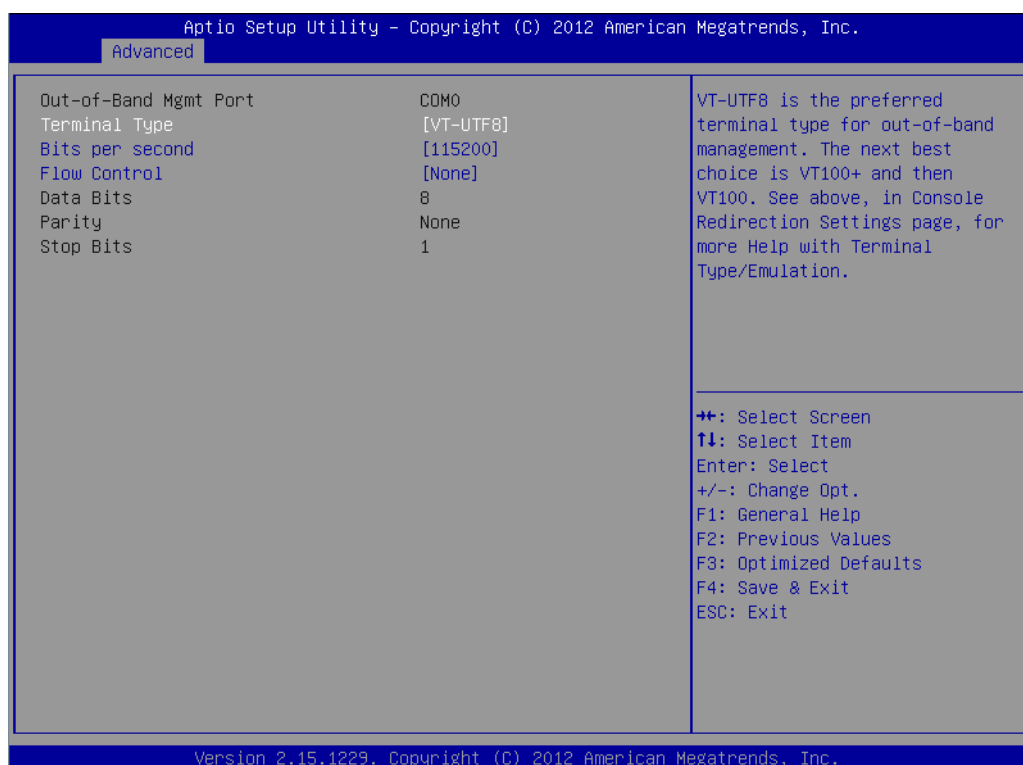 Aptio Setup Utility – Copyright (C) 2012 American Megatrends, Inc.
Advanced
Out-of-Band Mgmt Port COM0
Terminal Type [VT-UTF8]
Bits per second [115200]
Flow Control [None]
Data Bits 8
Parity None
Stop Bits 1
VT-UTF8 is the preferred
terminal type for out-of-band
management. The next best
choice is VT100+ and then
VT100. See above, in Console
Redirection Settings page, for
more Help with Terminal
Type/Emulation.
→←: Select Screen
↑↓: Select Item
Enter: Select
+/-: Change Opt.
F1: General Help
F2: Previous Values
F3: Optimized Defaults
F4: Save & Exit
ESC: Exit
Version 2.15.1229. Copyright (C) 2012 American Megatrends, Inc.